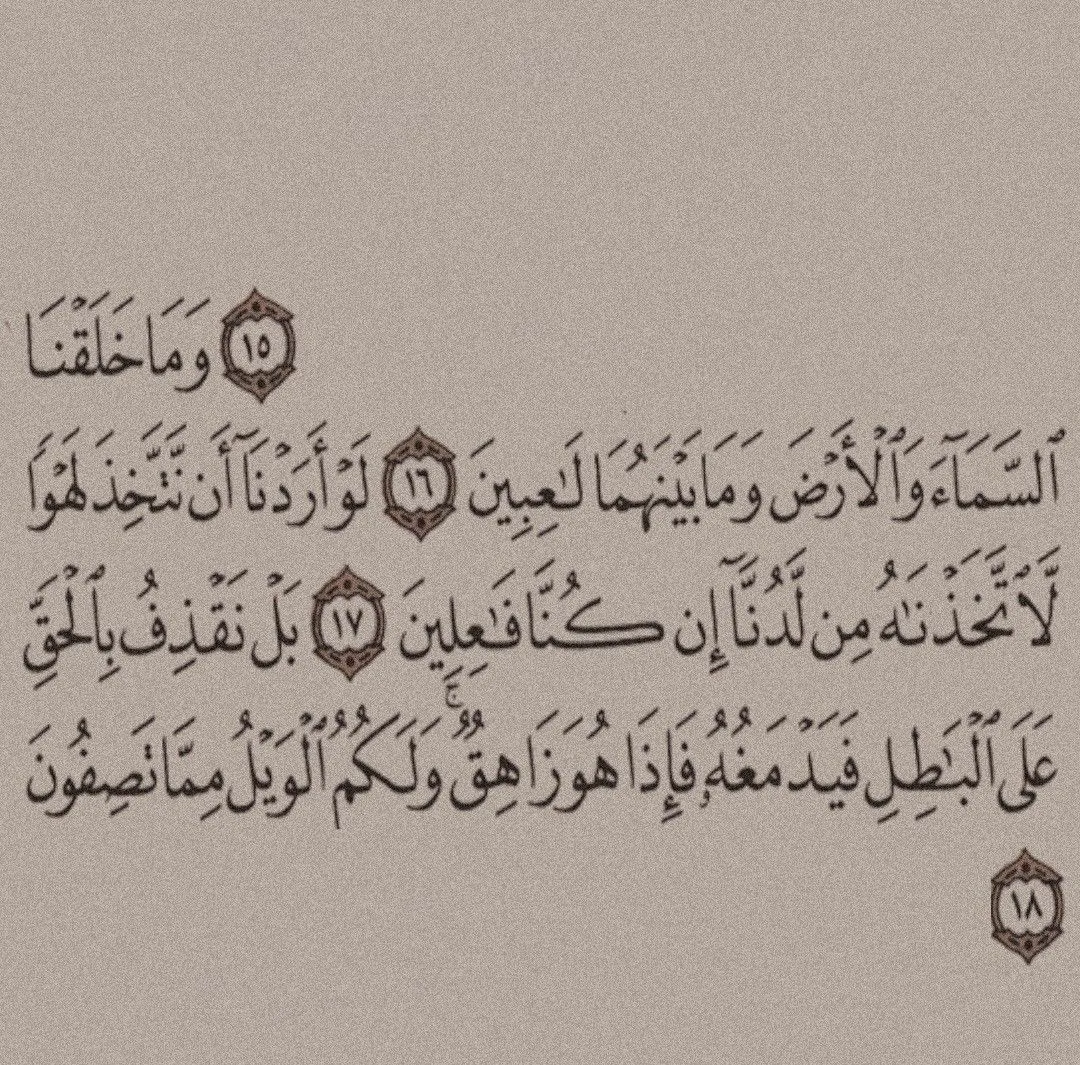 ١٥ وَمَا خَلَقْنَا
ٱلسَّمَآءَ وَٱلْأَرْضَ وَمَا بَيْنَهُمَا لَـٰعِبِينَ ١٦ لَوْ أَرَدْنَآ أَن نَّتَّخِذَ لَهْوًا
لَّٱتَّخَذْنَـٰهُ مِن لَّدُنَّآ إِن كُنَّا فَـٰعِلِينَ ١٧ بَلْ نَقْذِفُ بِٱلْحَقِّ
عَلَى ٱلْبَـٰطِلِ فَيَدْمَغُهُۥ فَإِذَا هُوَ زَاهِقٌ ۚ وَلَكُمُ ٱلْوَيْلُ مِمَّا تَصِفُونَ
١٨